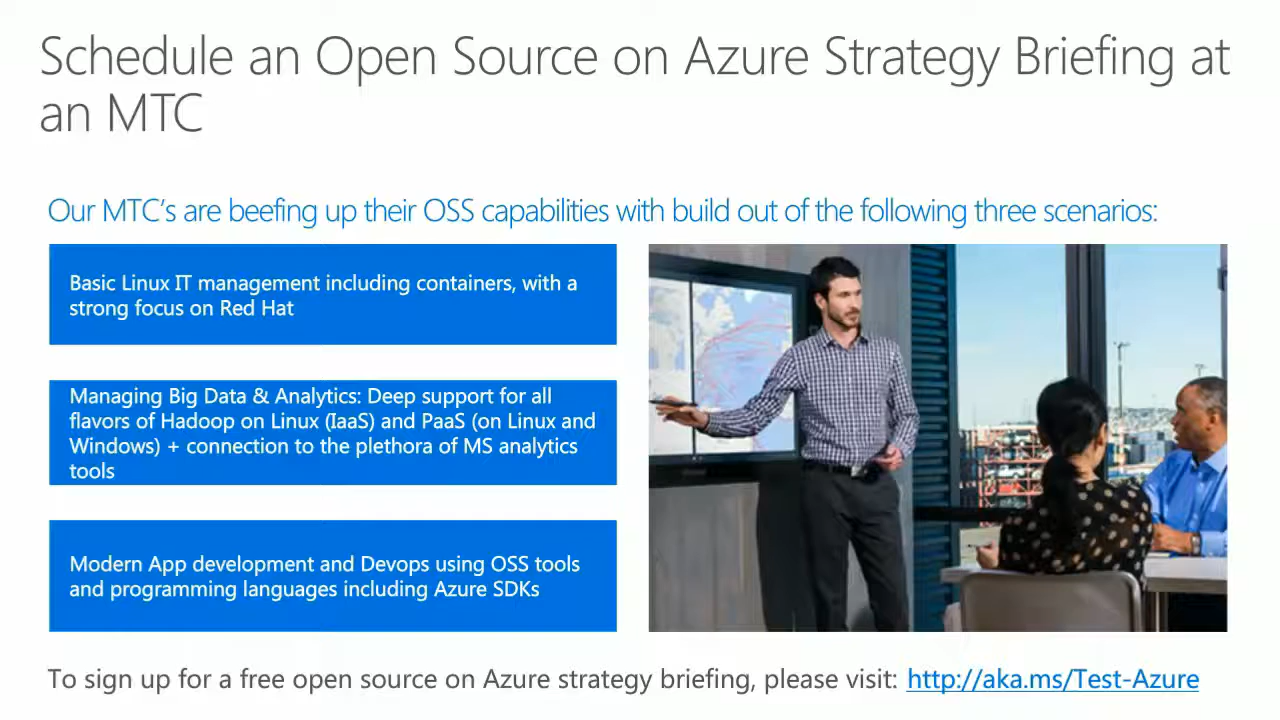 Schedule an Open Source on Azure Strategy Briefing at
an MTC
Our MTC's are beefing up their OSS capabilities with build out of the following three scenarios:
Basic Linux IT management including containers, with a
strong focus on Red Hat
Managing Big Data & Analytics: Deep support for all
flavors of Hadoop on Linux (IaaS) and PaaS (on Linux and
Windows) + connection to the plethora of MS analytics
tools
Modern App development and Devops using OSS tools
and programming languages including Azure SDKs
To sign up for a free open source on Azure strategy briefing, please visit: http://aka.ms/Test-Azure